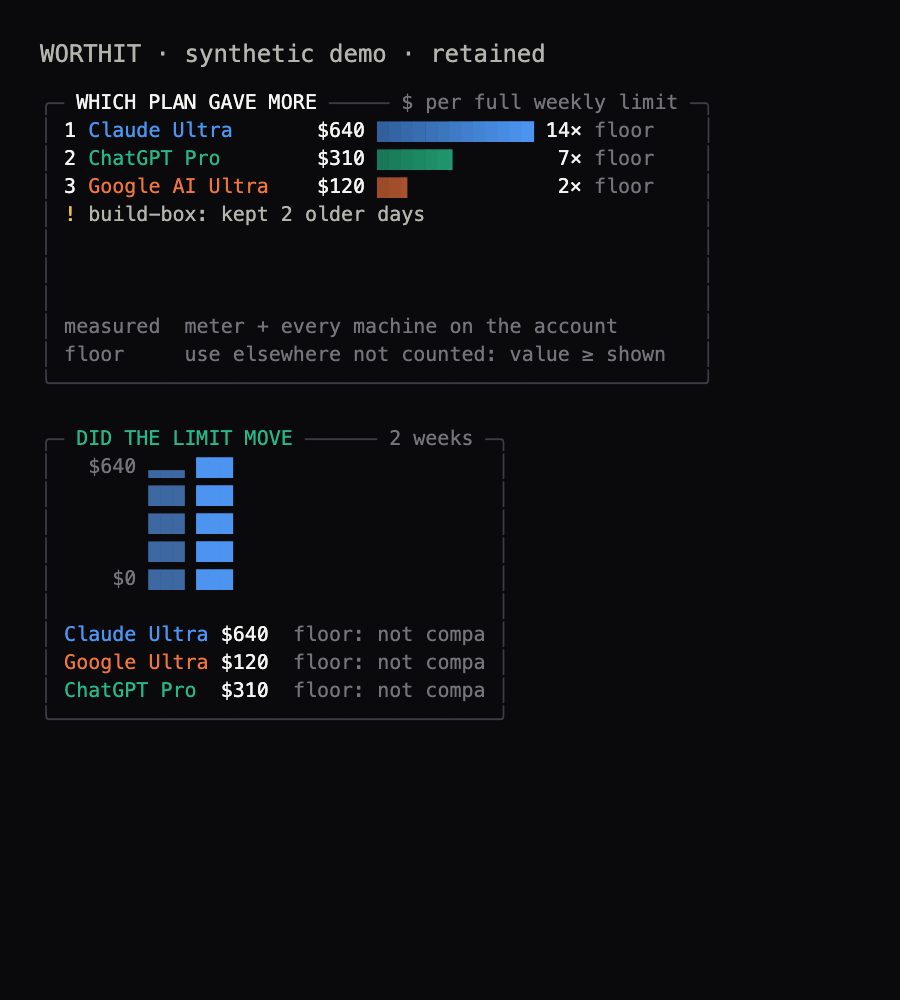 WORTHIT · synthetic demo · retained
WHICH PLAN GAVE MORE $ per full weekly limit
1 Claude Ultra $640 14× floor
2 ChatGPT Pro $310 7× floor
3 Google AI Ultra $120 2× floor
! build-box: kept 2 older days
measured meter + every machine on the account
floor use elsewhere not counted: value ≥ shown
DID THE LIMIT MOVE 2 weeks
$640
$0
Claude Ultra $640 floor: not compa
Google Ultra $120 floor: not compa
ChatGPT Pro $310 floor: not compa